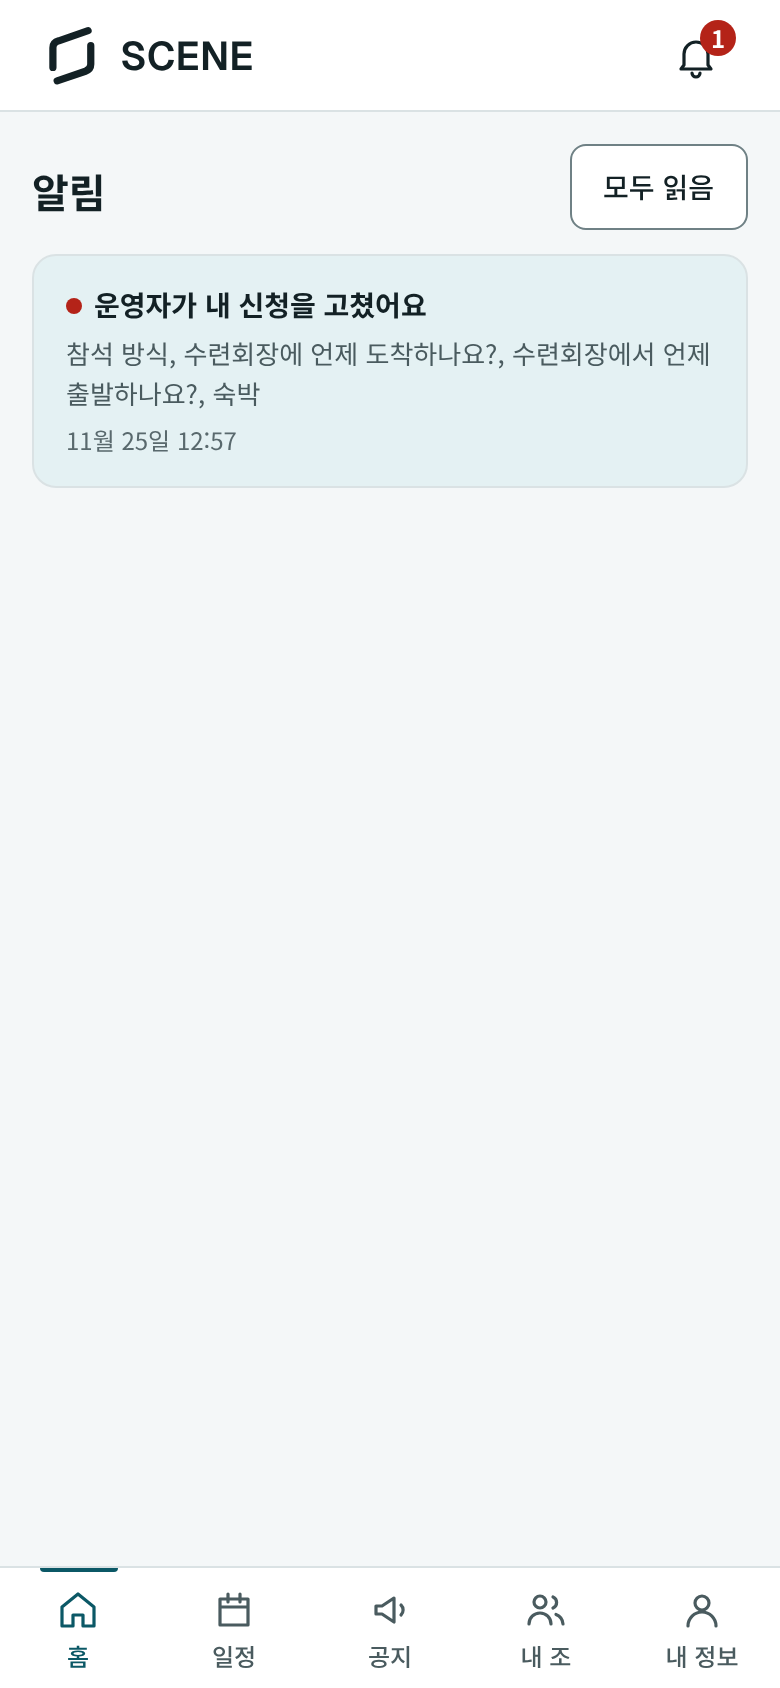 SCENE
1
알림
모두 읽음
운영자가 내 신청을 고쳤어요
참석 방식, 수련회장에 언제 도착하나요?, 수련회장에서 언제
출발하나요?, 숙박
11월 25일 12:57
홈
일정
공지
내 조
내 정보